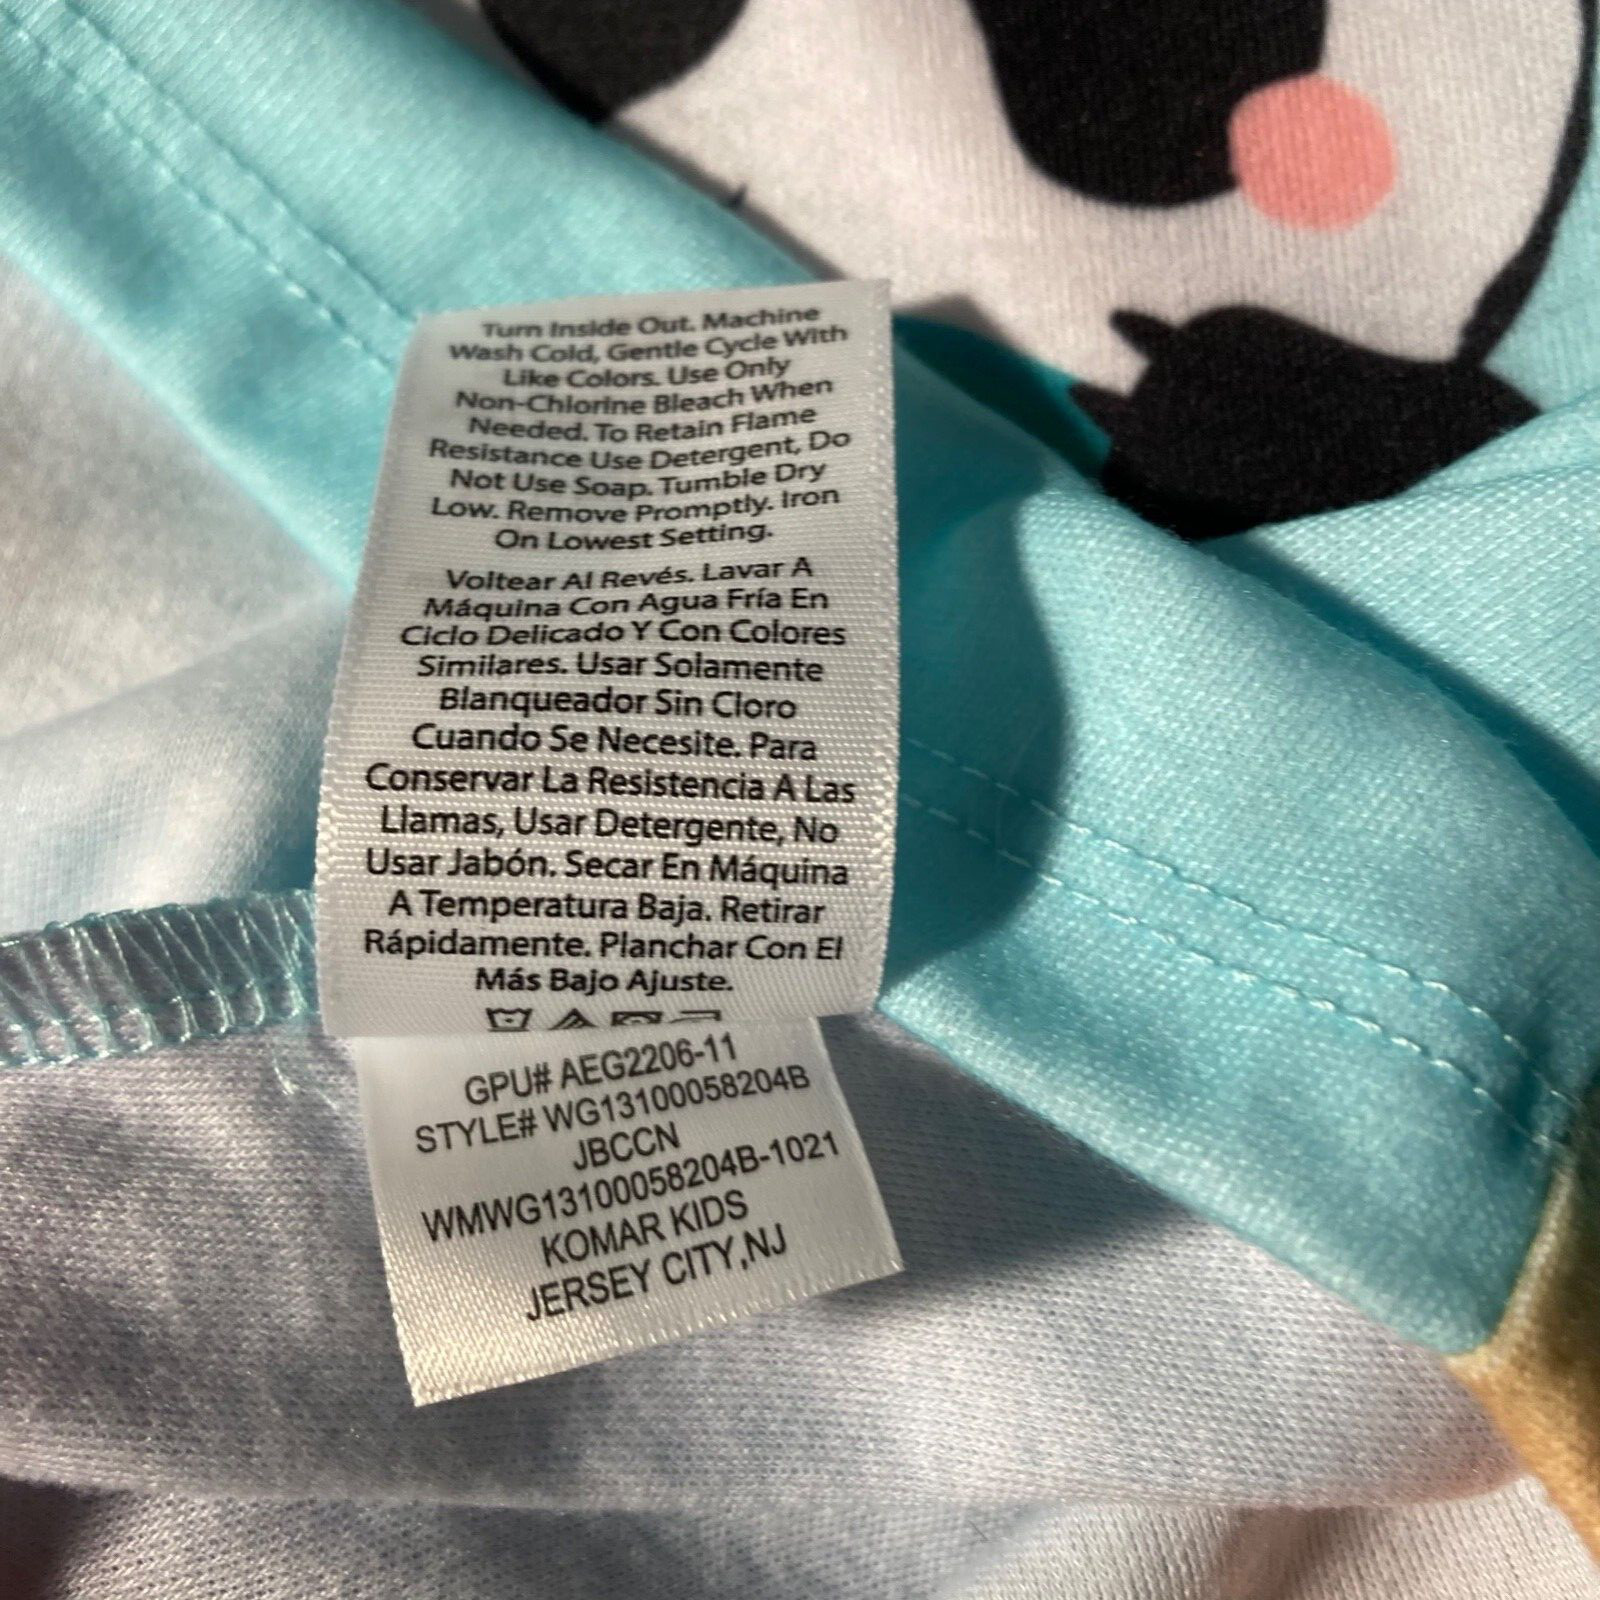 Turn Inside Out. Machine
Wash Cold, Gentle Cycle With
Like Colors. Use Only
Non-Chlorine Bleach When
Needed. To Retain Flame
Resistance Use Detergent, Do
Not Use Soap. Tumble Dry
Low. Remove Promptly. Iron
On Lowest Setting.
Voltear Al Revés. Lavar A
Máquina Con Agua Fría En
Ciclo Delicado Y Con Colores
Similares. Usar Solamente
Blanqueador Sin Cloro
Cuando Se Necesite. Para
Conservar La Resistencia A Las
Llamas, Usar Detergente, No
Usar Jabón. Secar En Máquina
A Temperatura Baja. Retirar
Rápidamente. Planchar Con El
Más Bajo Ajuste.
GPU# AEG2206-11
STYLE# WG13100058204B
JBCCN
WMWG13100058204B-1021
KOMAR KIDS
JERSEY CITY,NJ